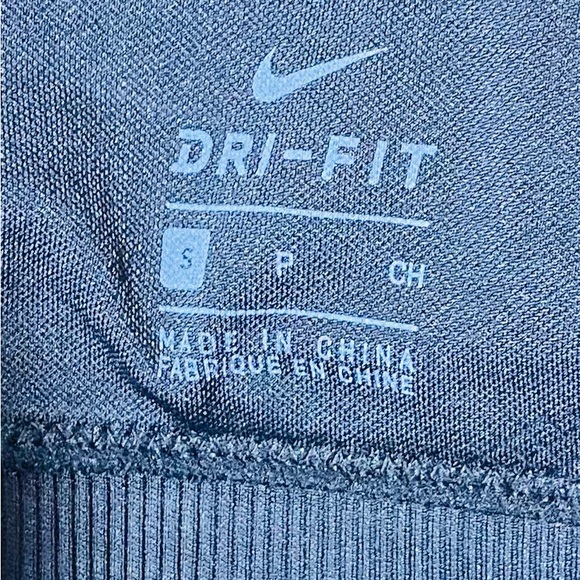 DRI-FIT
S P CH
MADE IN CHINA
FABRIQUE EN CHINE